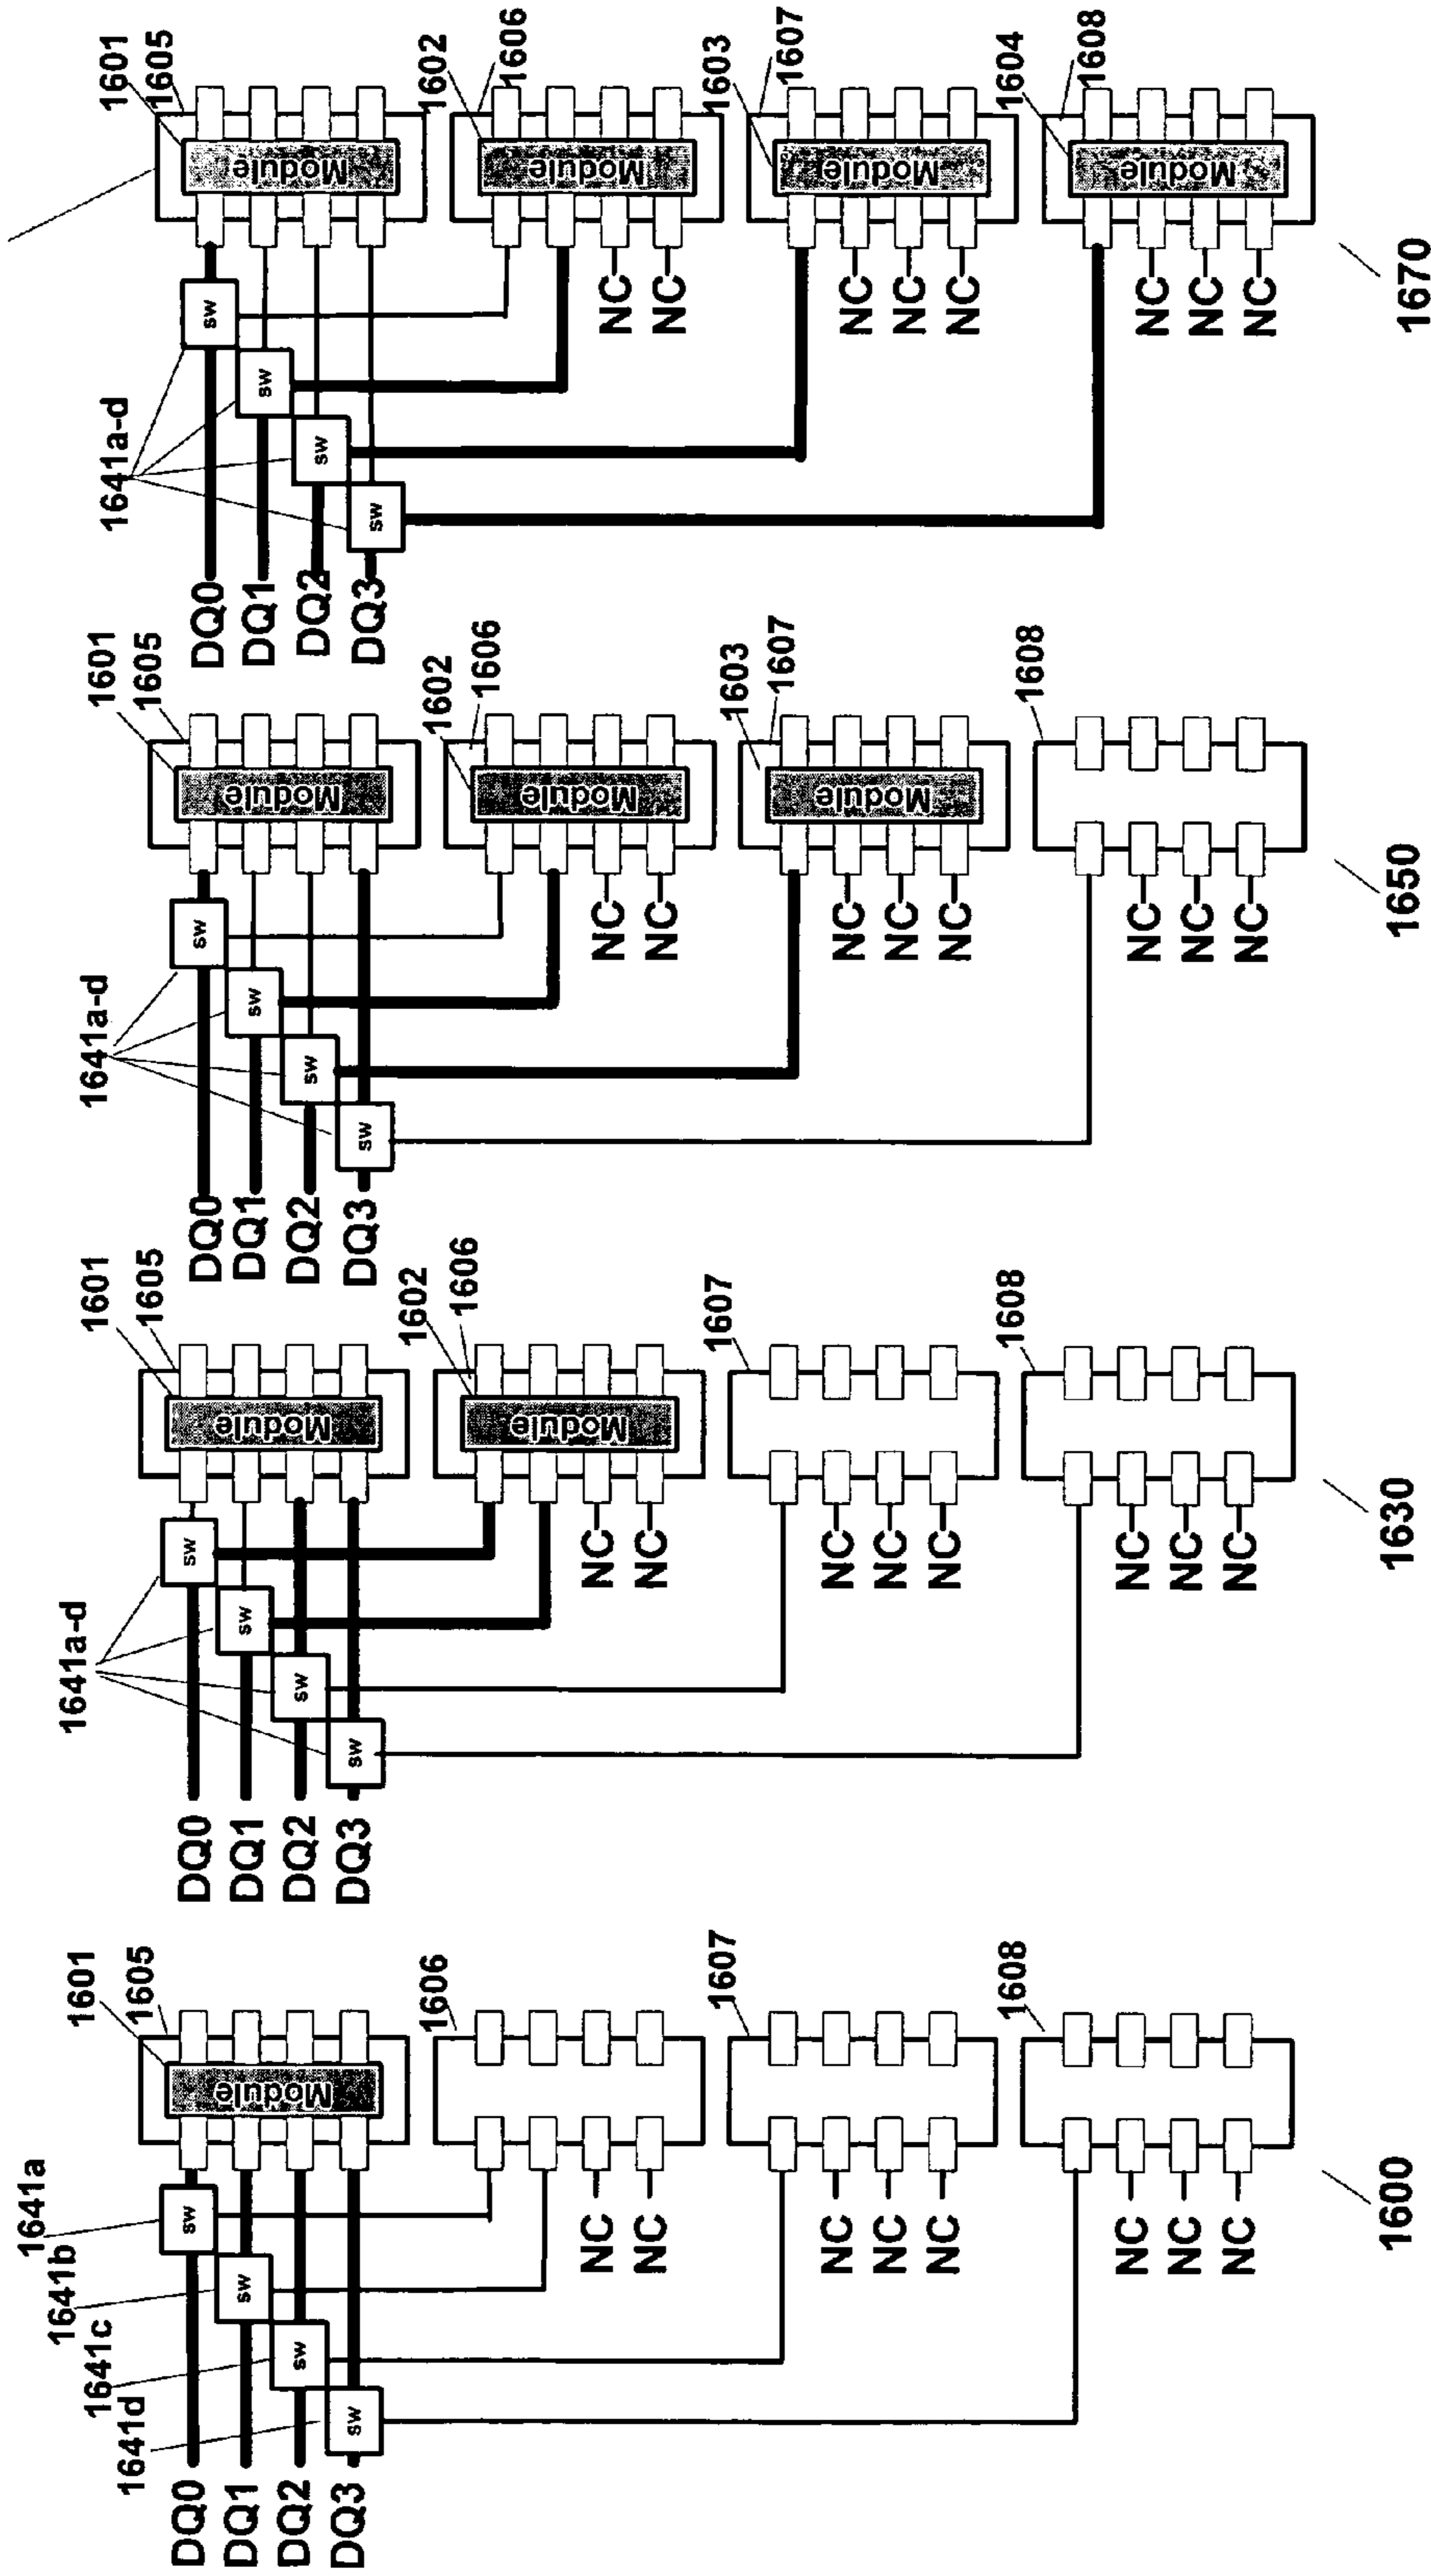 1601
1605
1606
1602
1607
1603
1608
1604
Module
Module
Module
Module
sw
sw
sw
sw
1641a-d
NC
NC
NC
NC
NC
NC
NC
NC
DQ0
DQ1
DQ2
DQ3
1670
1601
1605
1602
1606
1603
1607
1608
Module
Module
Module
sw
sw
sw
sw
1641a-d
NC
NC
NC
NC
NC
NC
NC
NC
DQ0
DQ1
DQ2
DQ3
1650
1601
1605
1602
1606
1607
1608
Module
Module
sw
sw
sw
sw
1641a-d
NC
NC
NC
NC
NC
NC
NC
NC
DQ0
DQ1
DQ2
DQ3
1630
1601
1605
1606
1607
1608
Module
1641a
1641b
1641c
1641d
sw
sw
sw
sw
NC
NC
NC
NC
NC
NC
NC
NC
DQ0
DQ1
DQ2
DQ3
1600